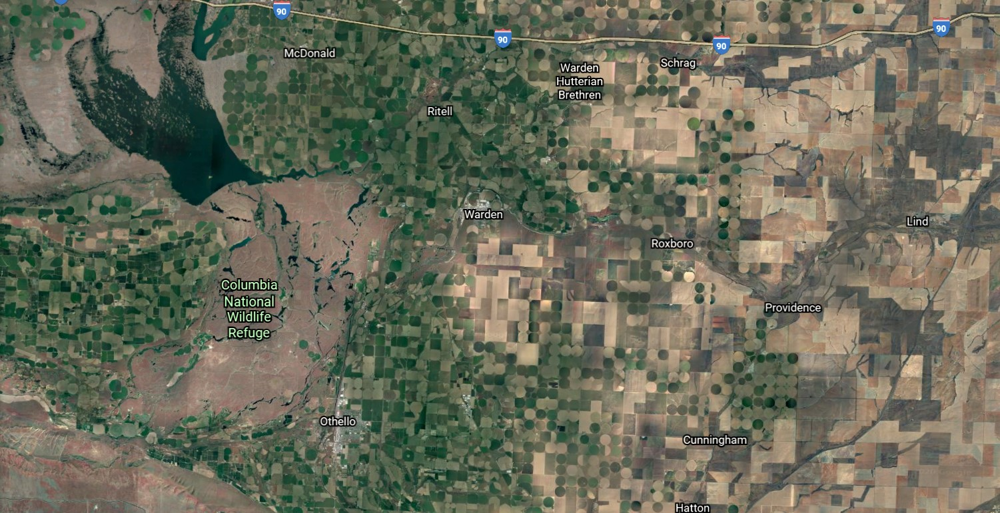 90
McDonald
90
90
90
Warden
Hutterian
Brethren
Schrag
Ritell
Warden
Lind
Roxboro
Columbia
National
Wildlife
Refuge
Providence
Othello
Cunningham
Hatton